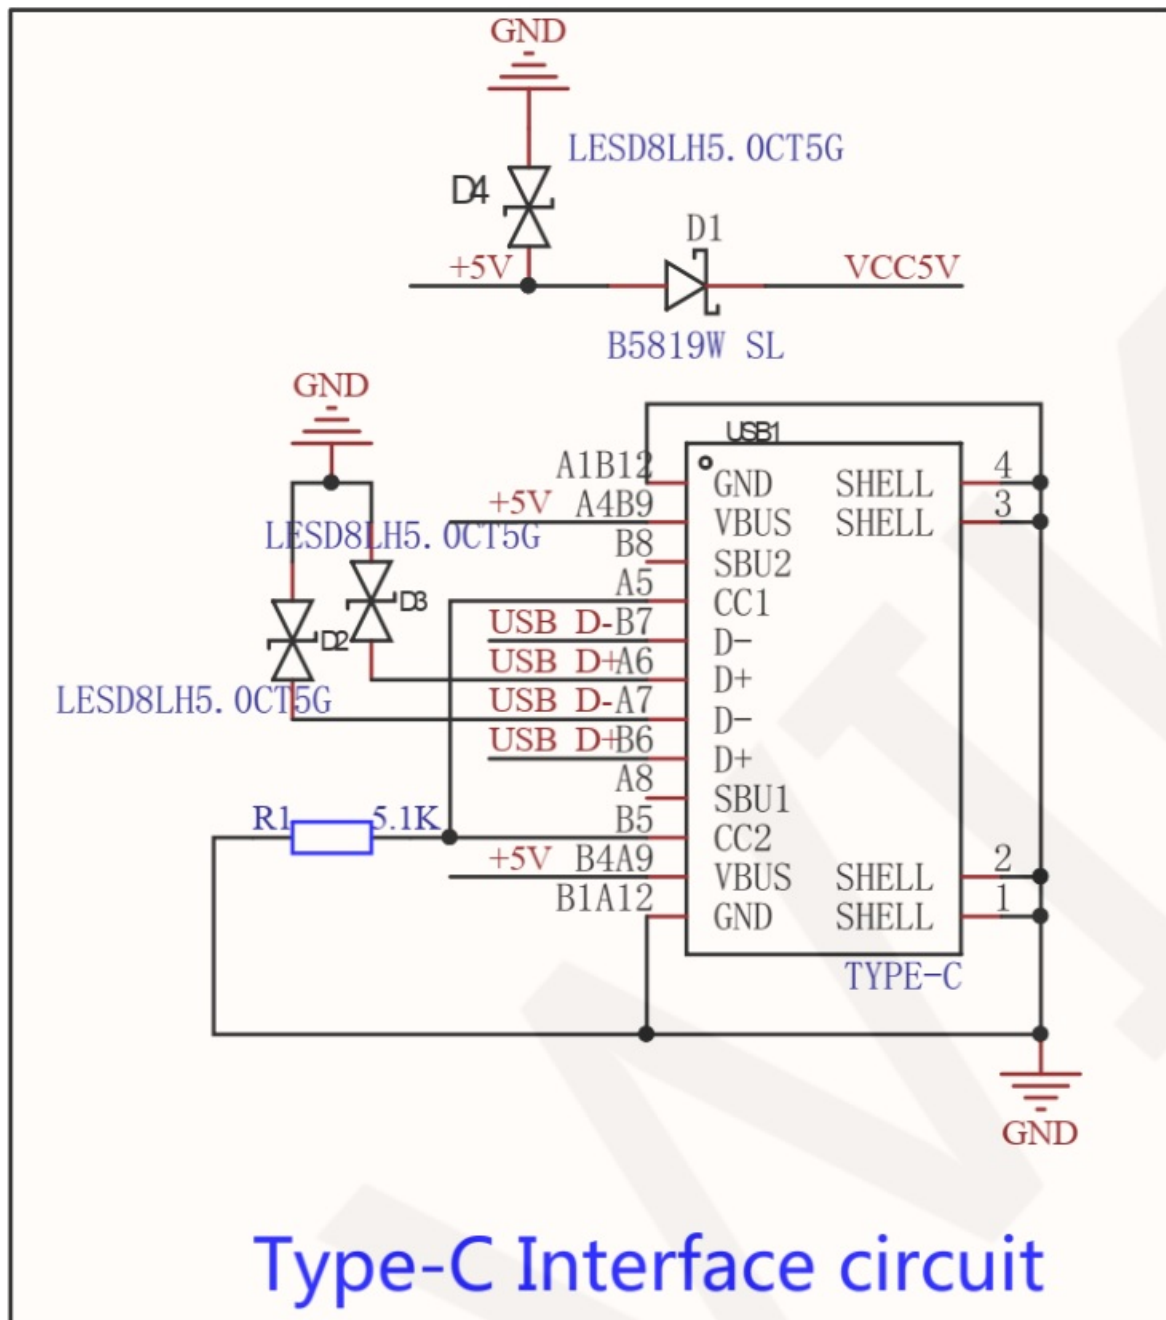 GND
LESD8LH5.0CT5G
D4
D1
+5V
VCC5V
B5819W SL
GND
USB1
A1B12 GND SHELL 4
+5V A4B9 VBUS SHELL 3
LESD8LH5.0CT5G
B8 SBU2
A5 CC1
D3
USB D- B7 D-
D2
USB D+ A6 D+
LESD8LH5.0CT5G
USB D- A7 D-
USB D+ B6 D+
A8 SBU1
R1 5.1K B5 CC2
+5V B4A9 VBUS SHELL 2
B1A12 GND SHELL 1
TYPE-C
GND
Type-C Interface circuit